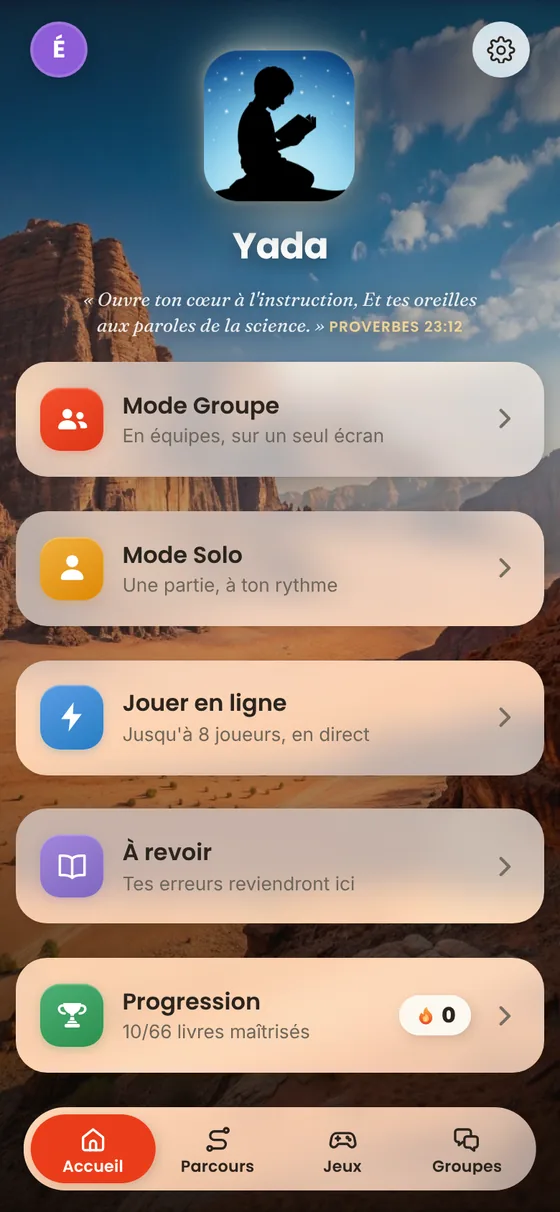 É
Yada
« Ouvre ton cœur à l'instruction, Et tes oreilles
aux paroles de la science. » PROVERBES 23:12
Mode Groupe
En équipes, sur un seul écran
Mode Solo
Une partie, à ton rythme
Jouer en ligne
Jusqu'à 8 joueurs, en direct
À revoir
Tes erreurs reviendront ici
Progression
10/66 livres maîtrisés
0
Accueil
Parcours
Jeux
Groupes